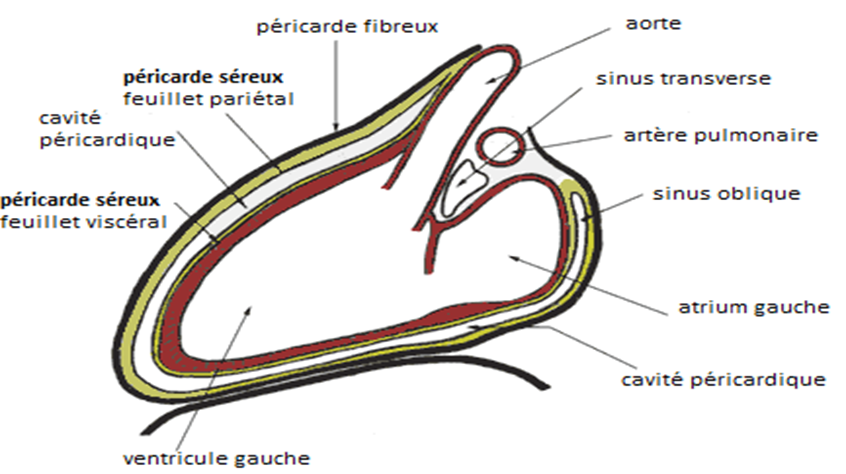 péricarde fibreux
aorte
péricarde séreux
feuillet pariétal
sinus transverse
cavité
péricardique
artère pulmonaire
péricarde séreux
feuillet viscéral
sinus oblique
atrium gauche
cavité péricardique
ventricule gauche